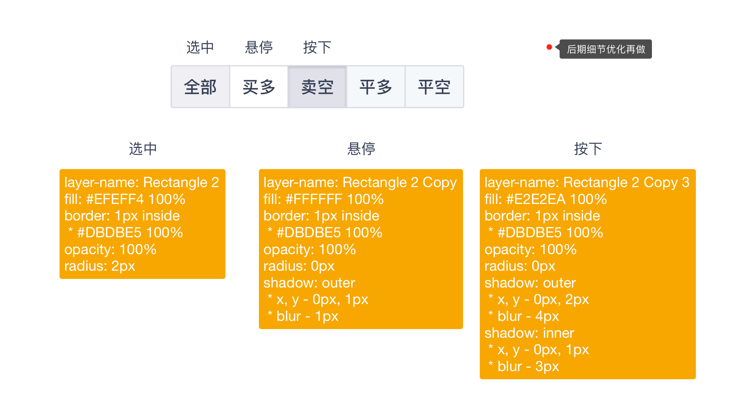 选中 悬停 按下
后期细节优化再做
全部 买多 卖空 平多 平空
选中
layer-name: Rectangle 2
fill: #EFEFF4 100%
border: 1px inside
* #DBDBE5 100%
opacity: 100%
radius: 2px
悬停
layer-name: Rectangle 2 Copy
fill: #FFFFFF 100%
border: 1px inside
* #DBDBE5 100%
opacity: 100%
radius: 0px
shadow: outer
* x, y - 0px, 1px
* blur - 1px
按下
layer-name: Rectangle 2 Copy 3
fill: #E2E2EA 100%
border: 1px inside
* #DBDBE5 100%
opacity: 100%
radius: 0px
shadow: outer
* x, y - 0px, 2px
* blur - 4px
shadow: inner
* x, y - 0px, 1px
* blur - 3px